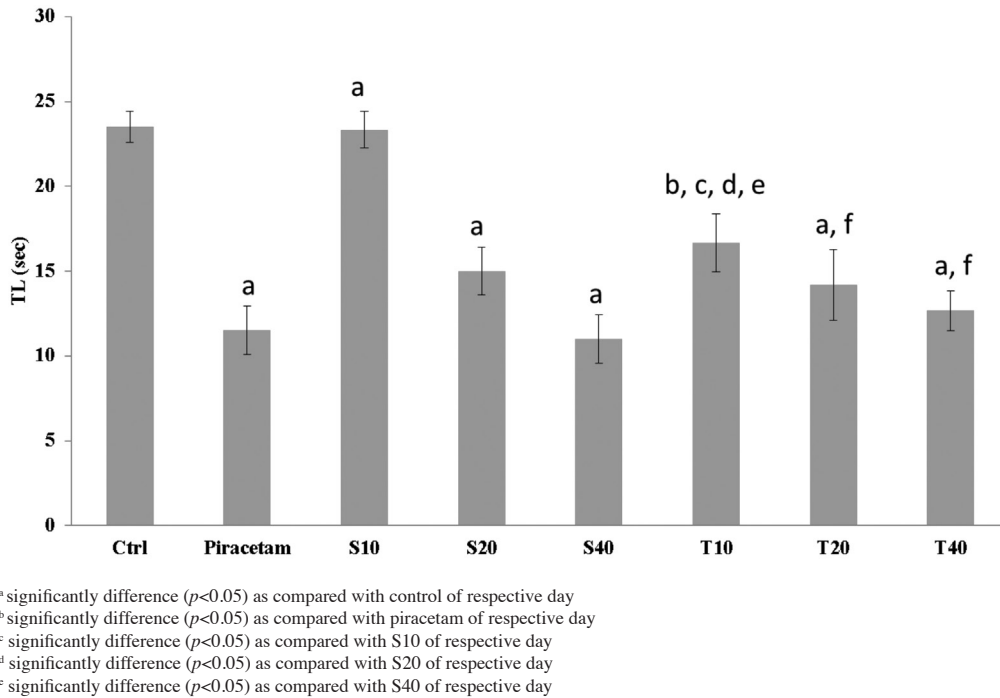 30
25
20
15
10
5
0
TL (sec)
a
a
a
a
b, c, d, e
a, f
a, f
Ctrl Piracetam S10 S20 S40 T10 T20 T40
a significantly difference (p<0.05) as compared with control of respective day
b significantly difference (p<0.05) as compared with piracetam of respective day
c significantly difference (p<0.05) as compared with S10 of respective day
d significantly difference (p<0.05) as compared with S20 of respective day
e significantly difference (p<0.05) as compared with S40 of respective day